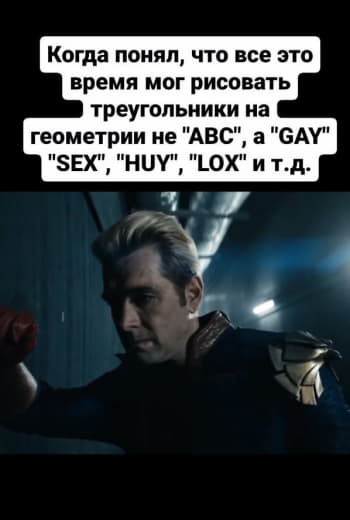 Когда понял, что все это
время мог рисовать
треугольники на
геометрии не "ABC", а "GAY"
"SEX", "HUY", "LOX" и т.д.